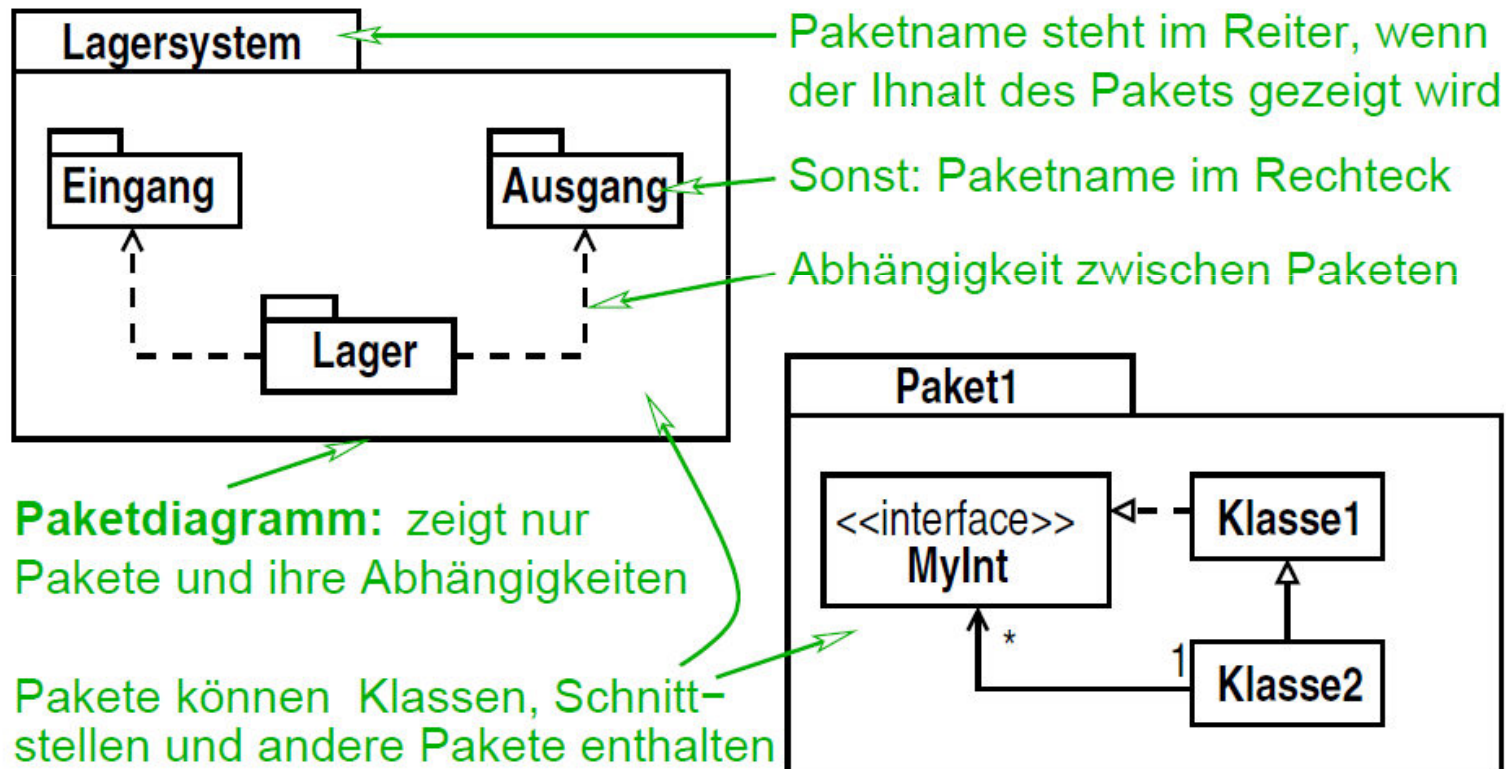 Lagersystem
Paketname steht im Reiter, wenn
der Ihnalt des Pakets gezeigt wird
Eingang
Ausgang
Sonst: Paketname im Rechteck
Abhängigkeit zwischen Paketen
Lager
Paketdiagramm: zeigt nur
Pakete und ihre Abhängigkeiten
Pakete können Klassen, Schnitt-
stellen und andere Pakete enthalten
Paket1
<<interface>>
MyInt
Klasse1
*
1
Klasse2